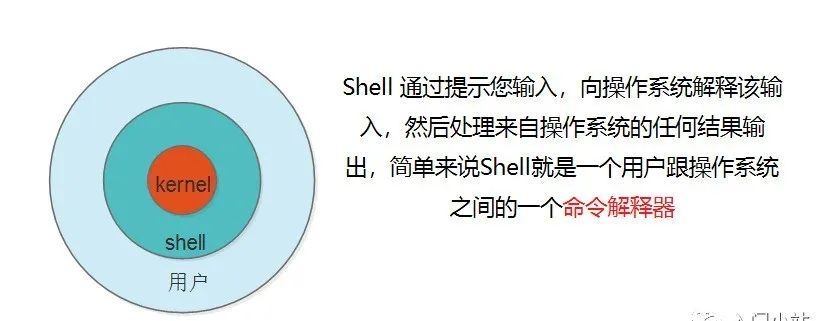 Shell 通过提示您输入，向操作系统解释该输
入，然后处理来自操作系统的任何结果输
出，简单来说Shell就是一个用户跟操作系统
之间的一个命令解释器
kernel
shell
用户